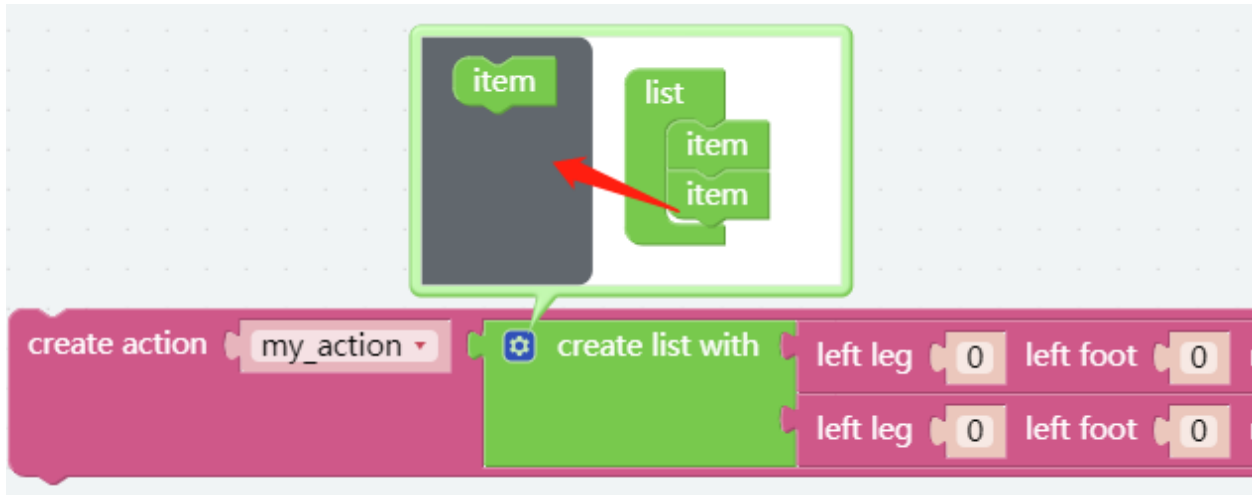 item
list
item
item
create action my_action create list with left leg 0 left foot 0
left leg 0 left foot 0